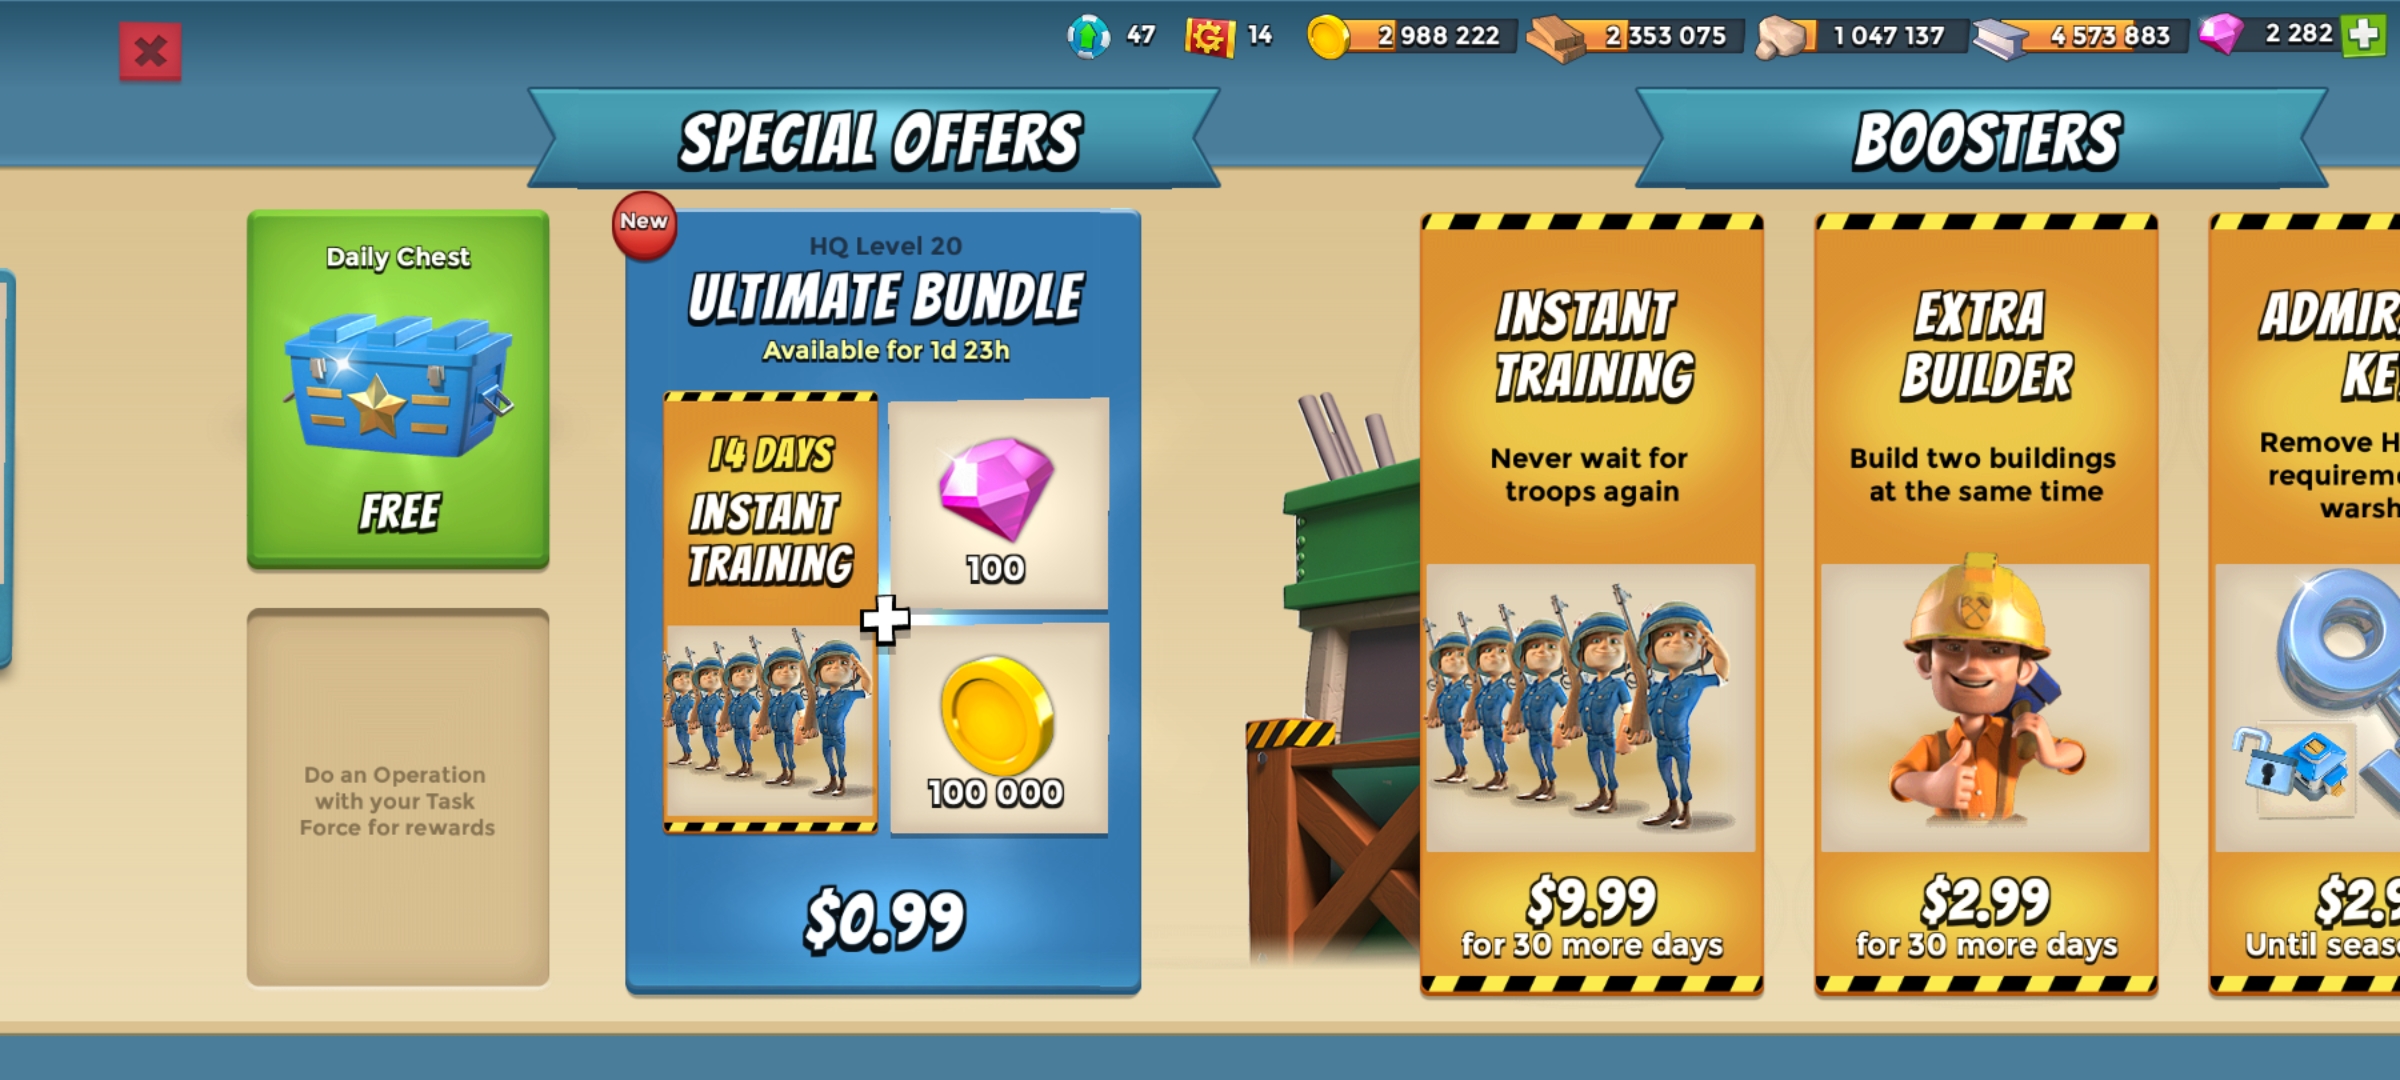 47
14
2 988 222
2 353 075
1 047 137
4 573 883
2 282
SPECIAL OFFERS
BOOSTERS
Daily Chest
FREE
Do an Operation
with your Task
Force for rewards
New
HQ Level 20
ULTIMATE BUNDLE
Available for 1d 23h
14 DAYS
INSTANT
TRAINING
100
100 000
$0.99
INSTANT
TRAINING
Never wait for
troops again
$9.99
for 30 more days
EXTRA
BUILDER
Build two buildings
at the same time
$2.99
for 30 more days
Remove
Until